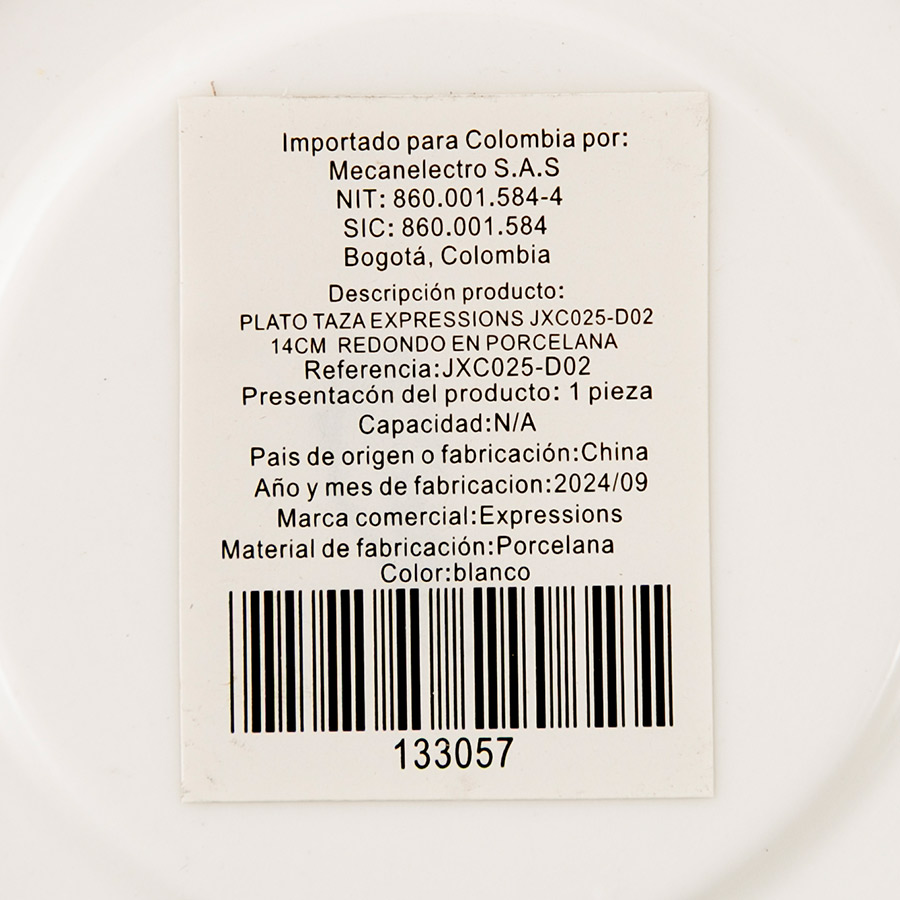 Importado para Colombia por:
Mecanelectro S.A.S
NIT: 860.001.584-4
SIC: 860.001.584
Bogotá, Colombia
Descripción producto:
PLATO TAZA EXPRESSIONS JXC025-D02
14CM REDONDO EN PORCELANA
Referencia:JXC025-D02
Presentacón del producto: 1 pieza
Capacidad:N/A
Pais de origen o fabricación:China
Año y mes de fabricacion:2024/09
Marca comercial:Expressions
Material de fabricación:Porcelana
Color:blanco
133057